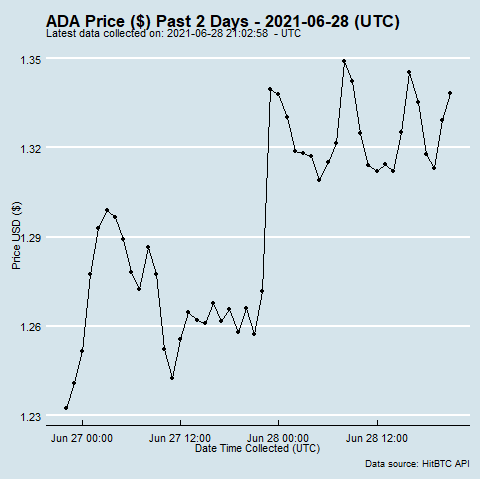 ADA Price ($) Past 2 Days - 2021-06-28 (UTC)
Latest data collected on: 2021-06-28 21:02:58 - UTC
1.35
1.32
1.29
1.26
1.23
Price USD ($)
Jun 27 00:00
Jun 27 12:00
Jun 28 00:00
Jun 28 12:00
Date Time Collected (UTC)
Data source: HitBTC API